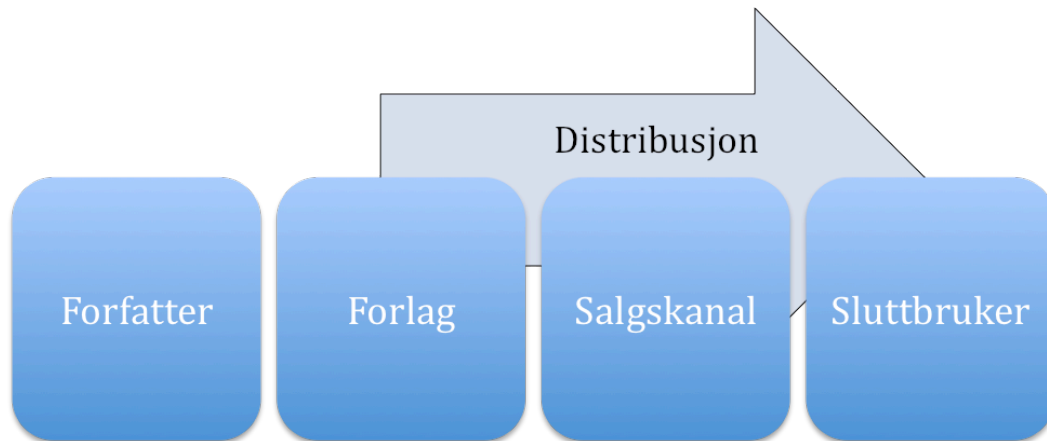 Distribusjon
Forfatter
Forlag
Salgskanal
Sluttbruker